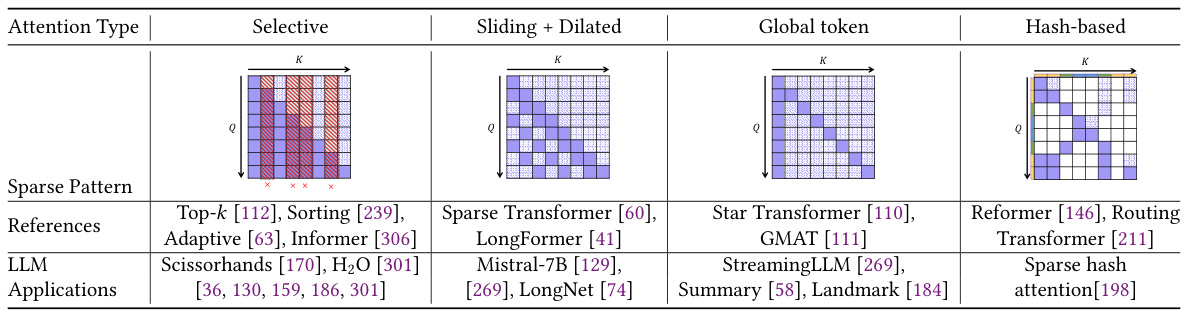 Attention Type Selective Sliding + Dilated Global token Hash-based
K K K K
Q Q Q Q
× × × ×
Sparse Pattern
Top-k [112], Sorting [239], Sparse Transformer [60], Star Transformer [110], Reformer [146], Routing
References
Adaptive [63], Informer [306] LongFormer [41] GMAT [111] Transformer [211]
LLM Scissorhands [170], H₂O [301] Mistral-7B [129], StreamingLLM [269], Sparse hash
Applications [36, 130, 159, 186, 301] [269], LongNet [74] Summary [58], Landmark [184] attention[198]